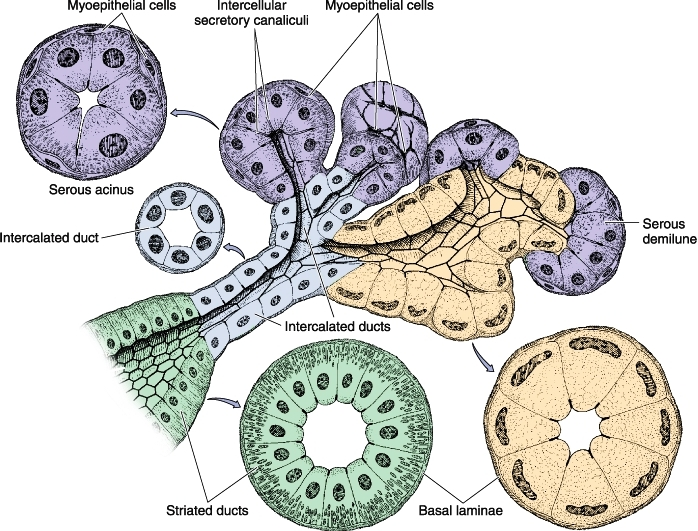 Myoepithelial cells
Intercellular
secretory canaliculi
Myoepithelial cells
Serous acinus
Intercalated duct
Serous
demilune
Intercalated ducts
Striated ducts
Basal laminae